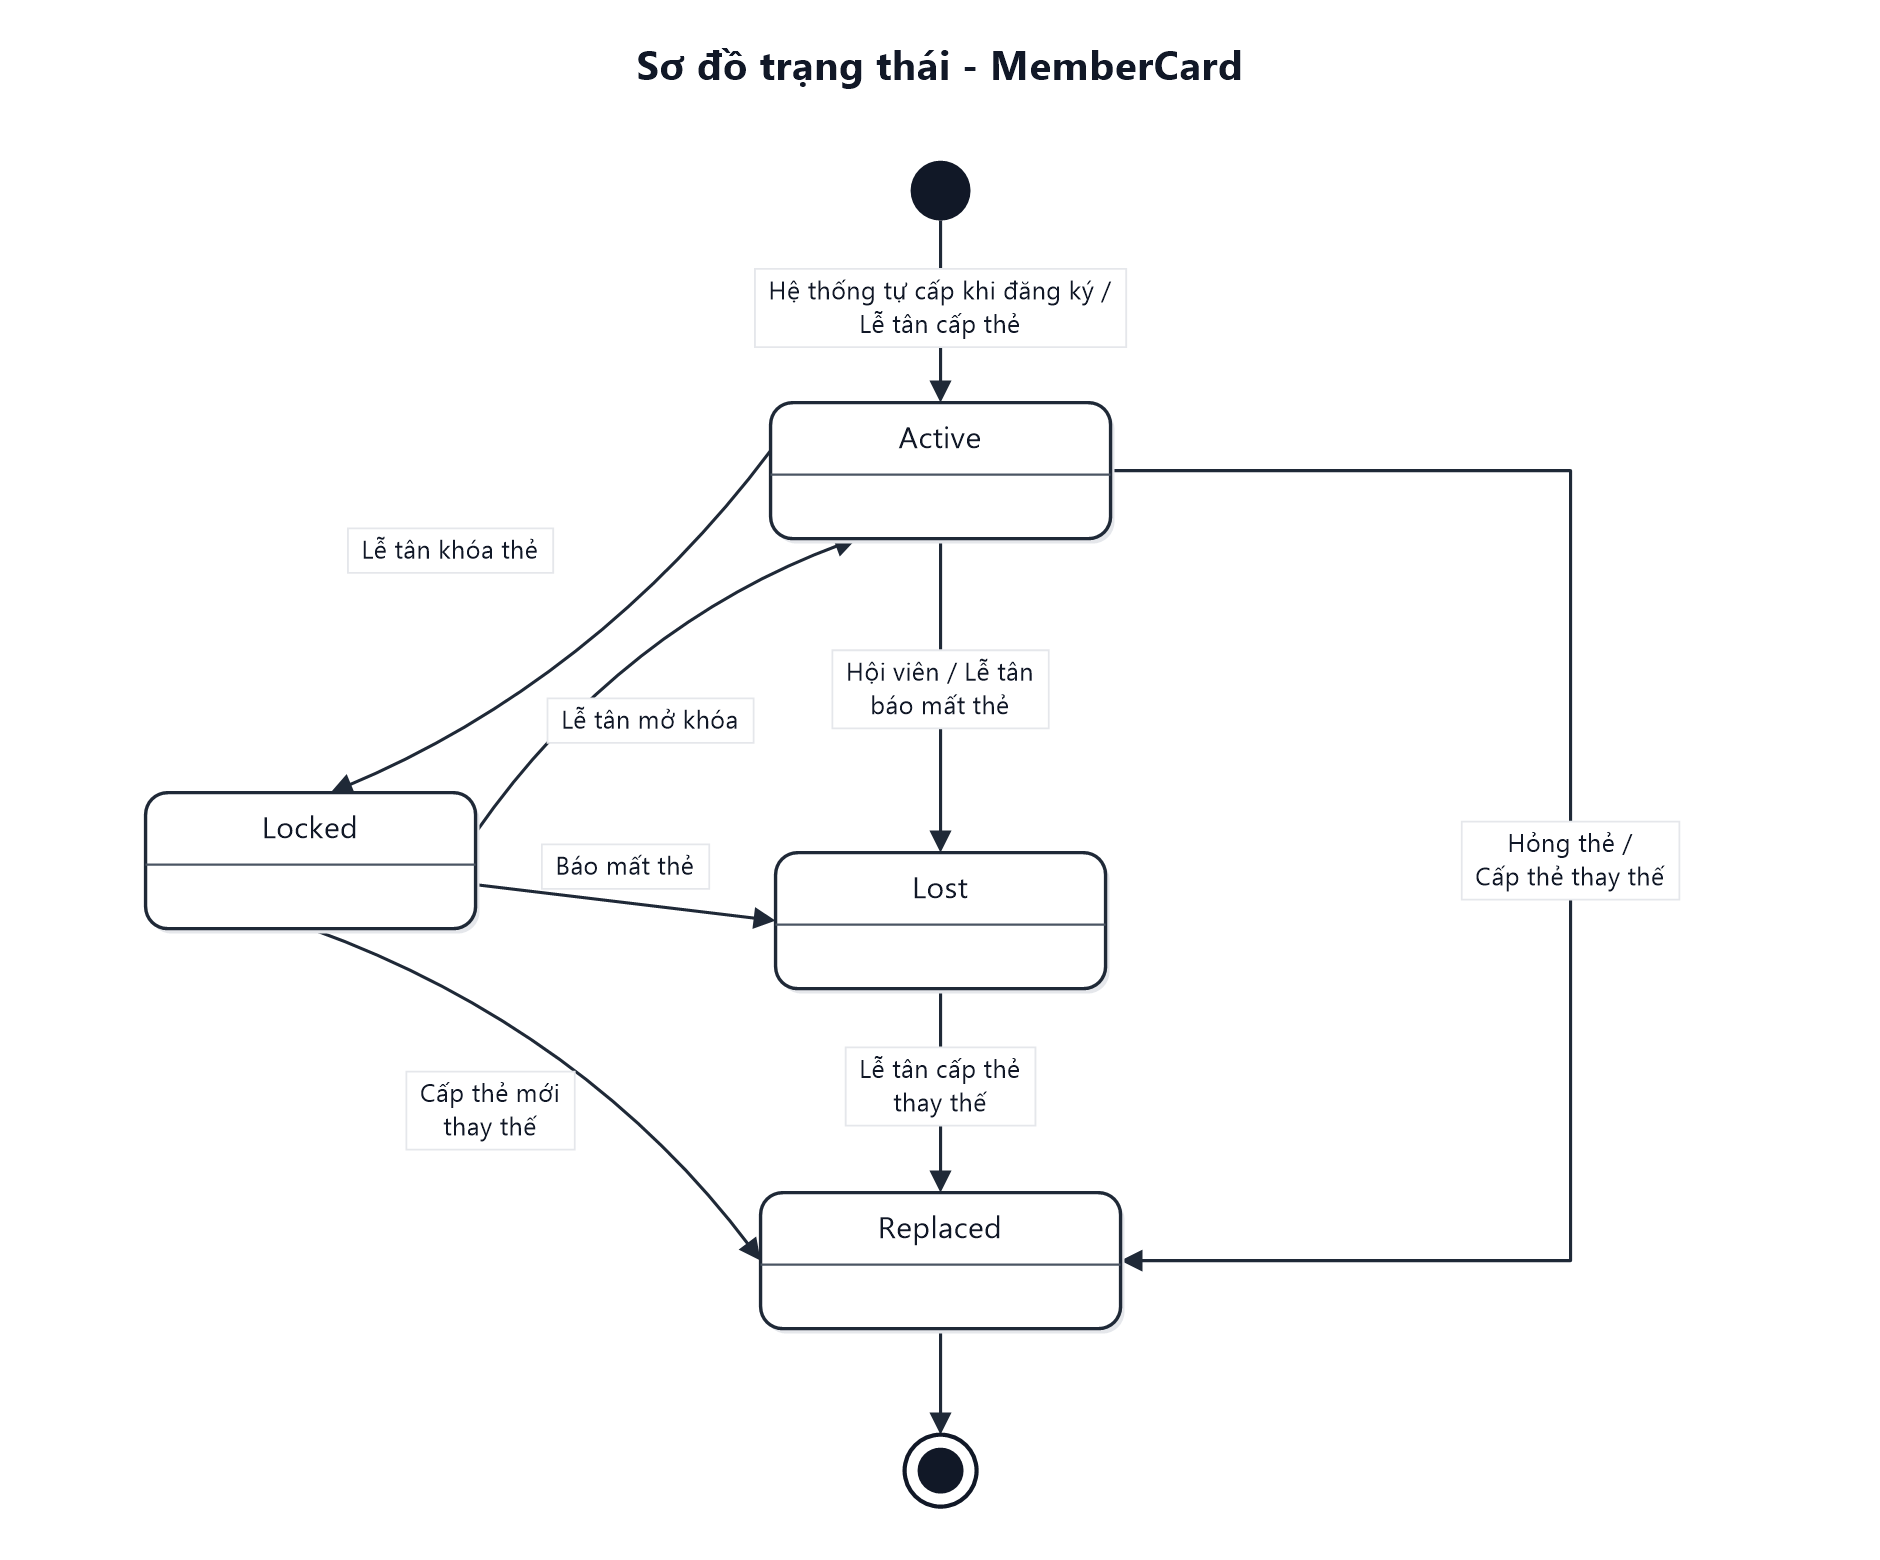 Sơ đồ trạng thái - MemberCard
Hệ thống tự cấp khi đăng ký /
Lễ tân cấp thẻ
Active
Lễ tân khóa thẻ
Hội viên / Lễ tân
báo mất thẻ
Lễ tân mở khóa
Locked
Báo mất thẻ
Lost
Hỏng thẻ /
Cấp thẻ thay thế
Lễ tân cấp thẻ
thay thế
Cấp thẻ mới
thay thế
Replaced